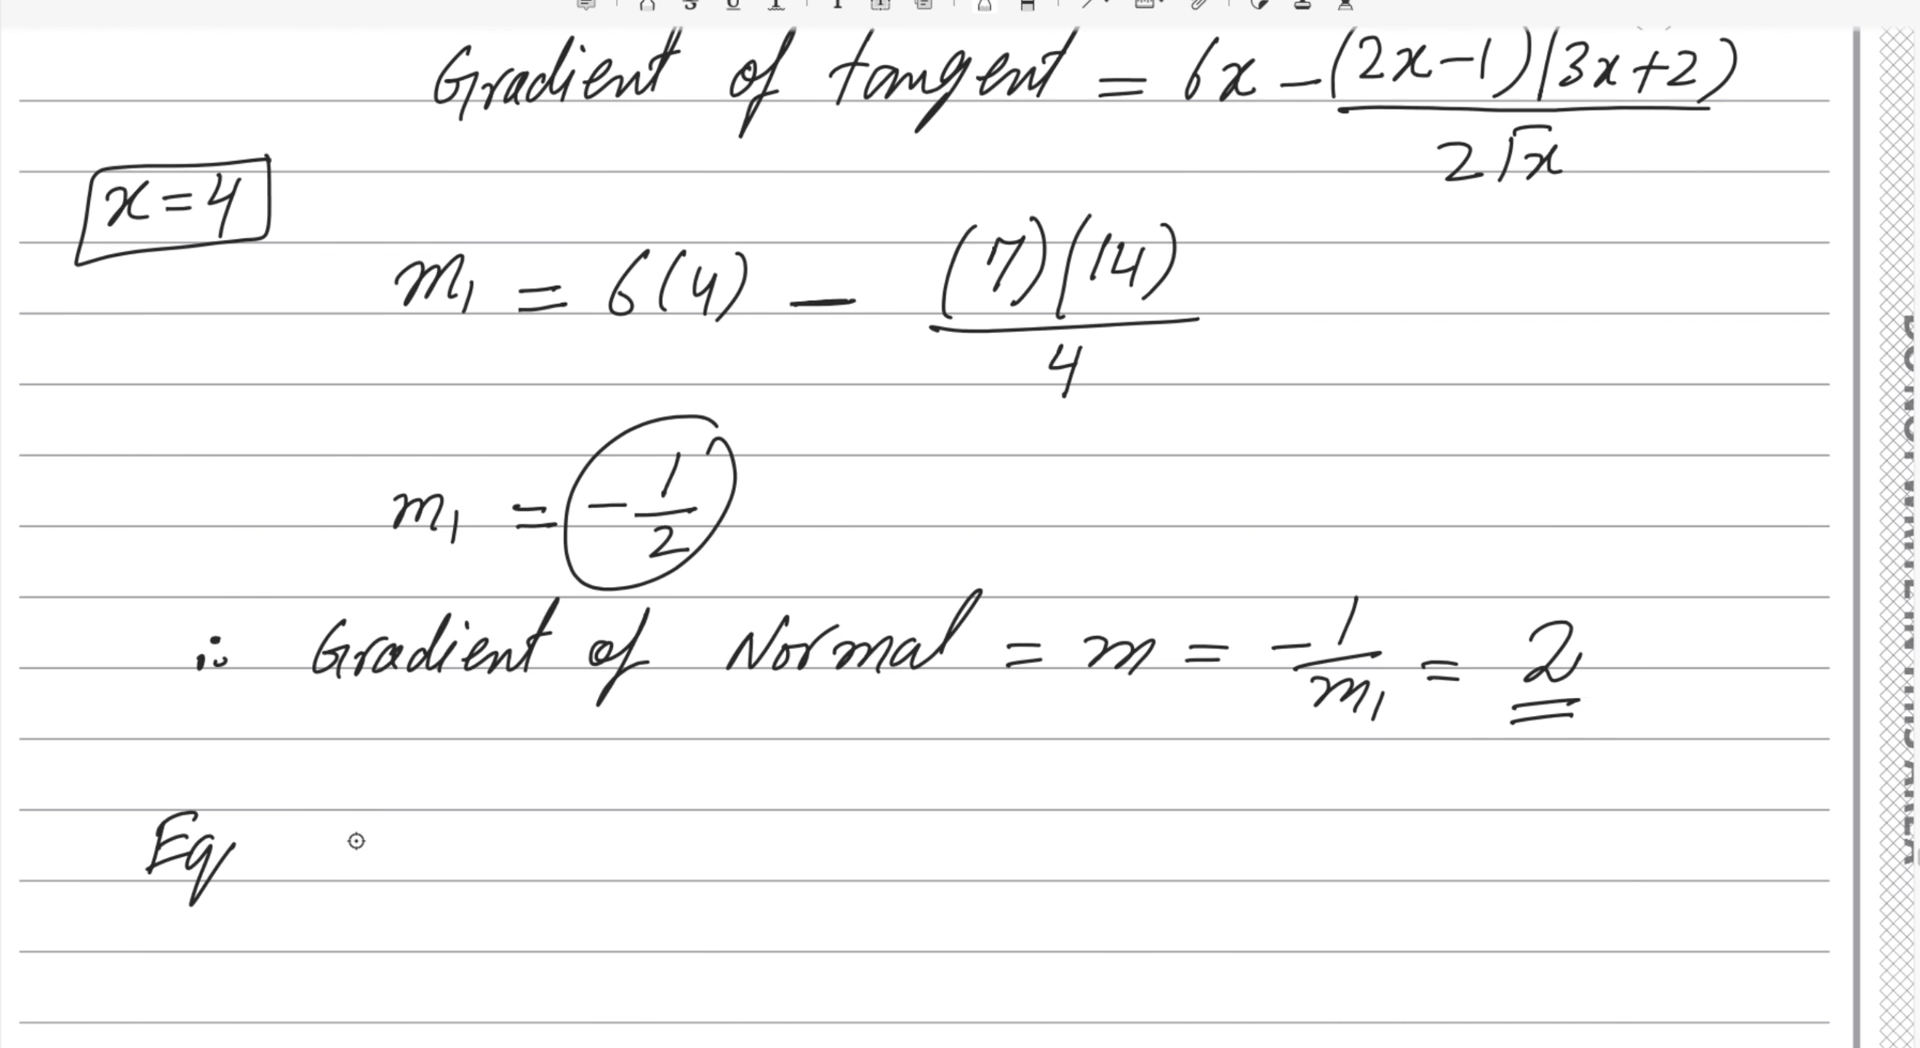 Gradient of tangent = 6x - (2x-1)(3x+2) / 2√x
x = 4
m₁ = 6(4) - (7)(14) / 4
m₁ = -1/2
∴ Gradient of Normal = m = -1/m₁ = 2
Eq